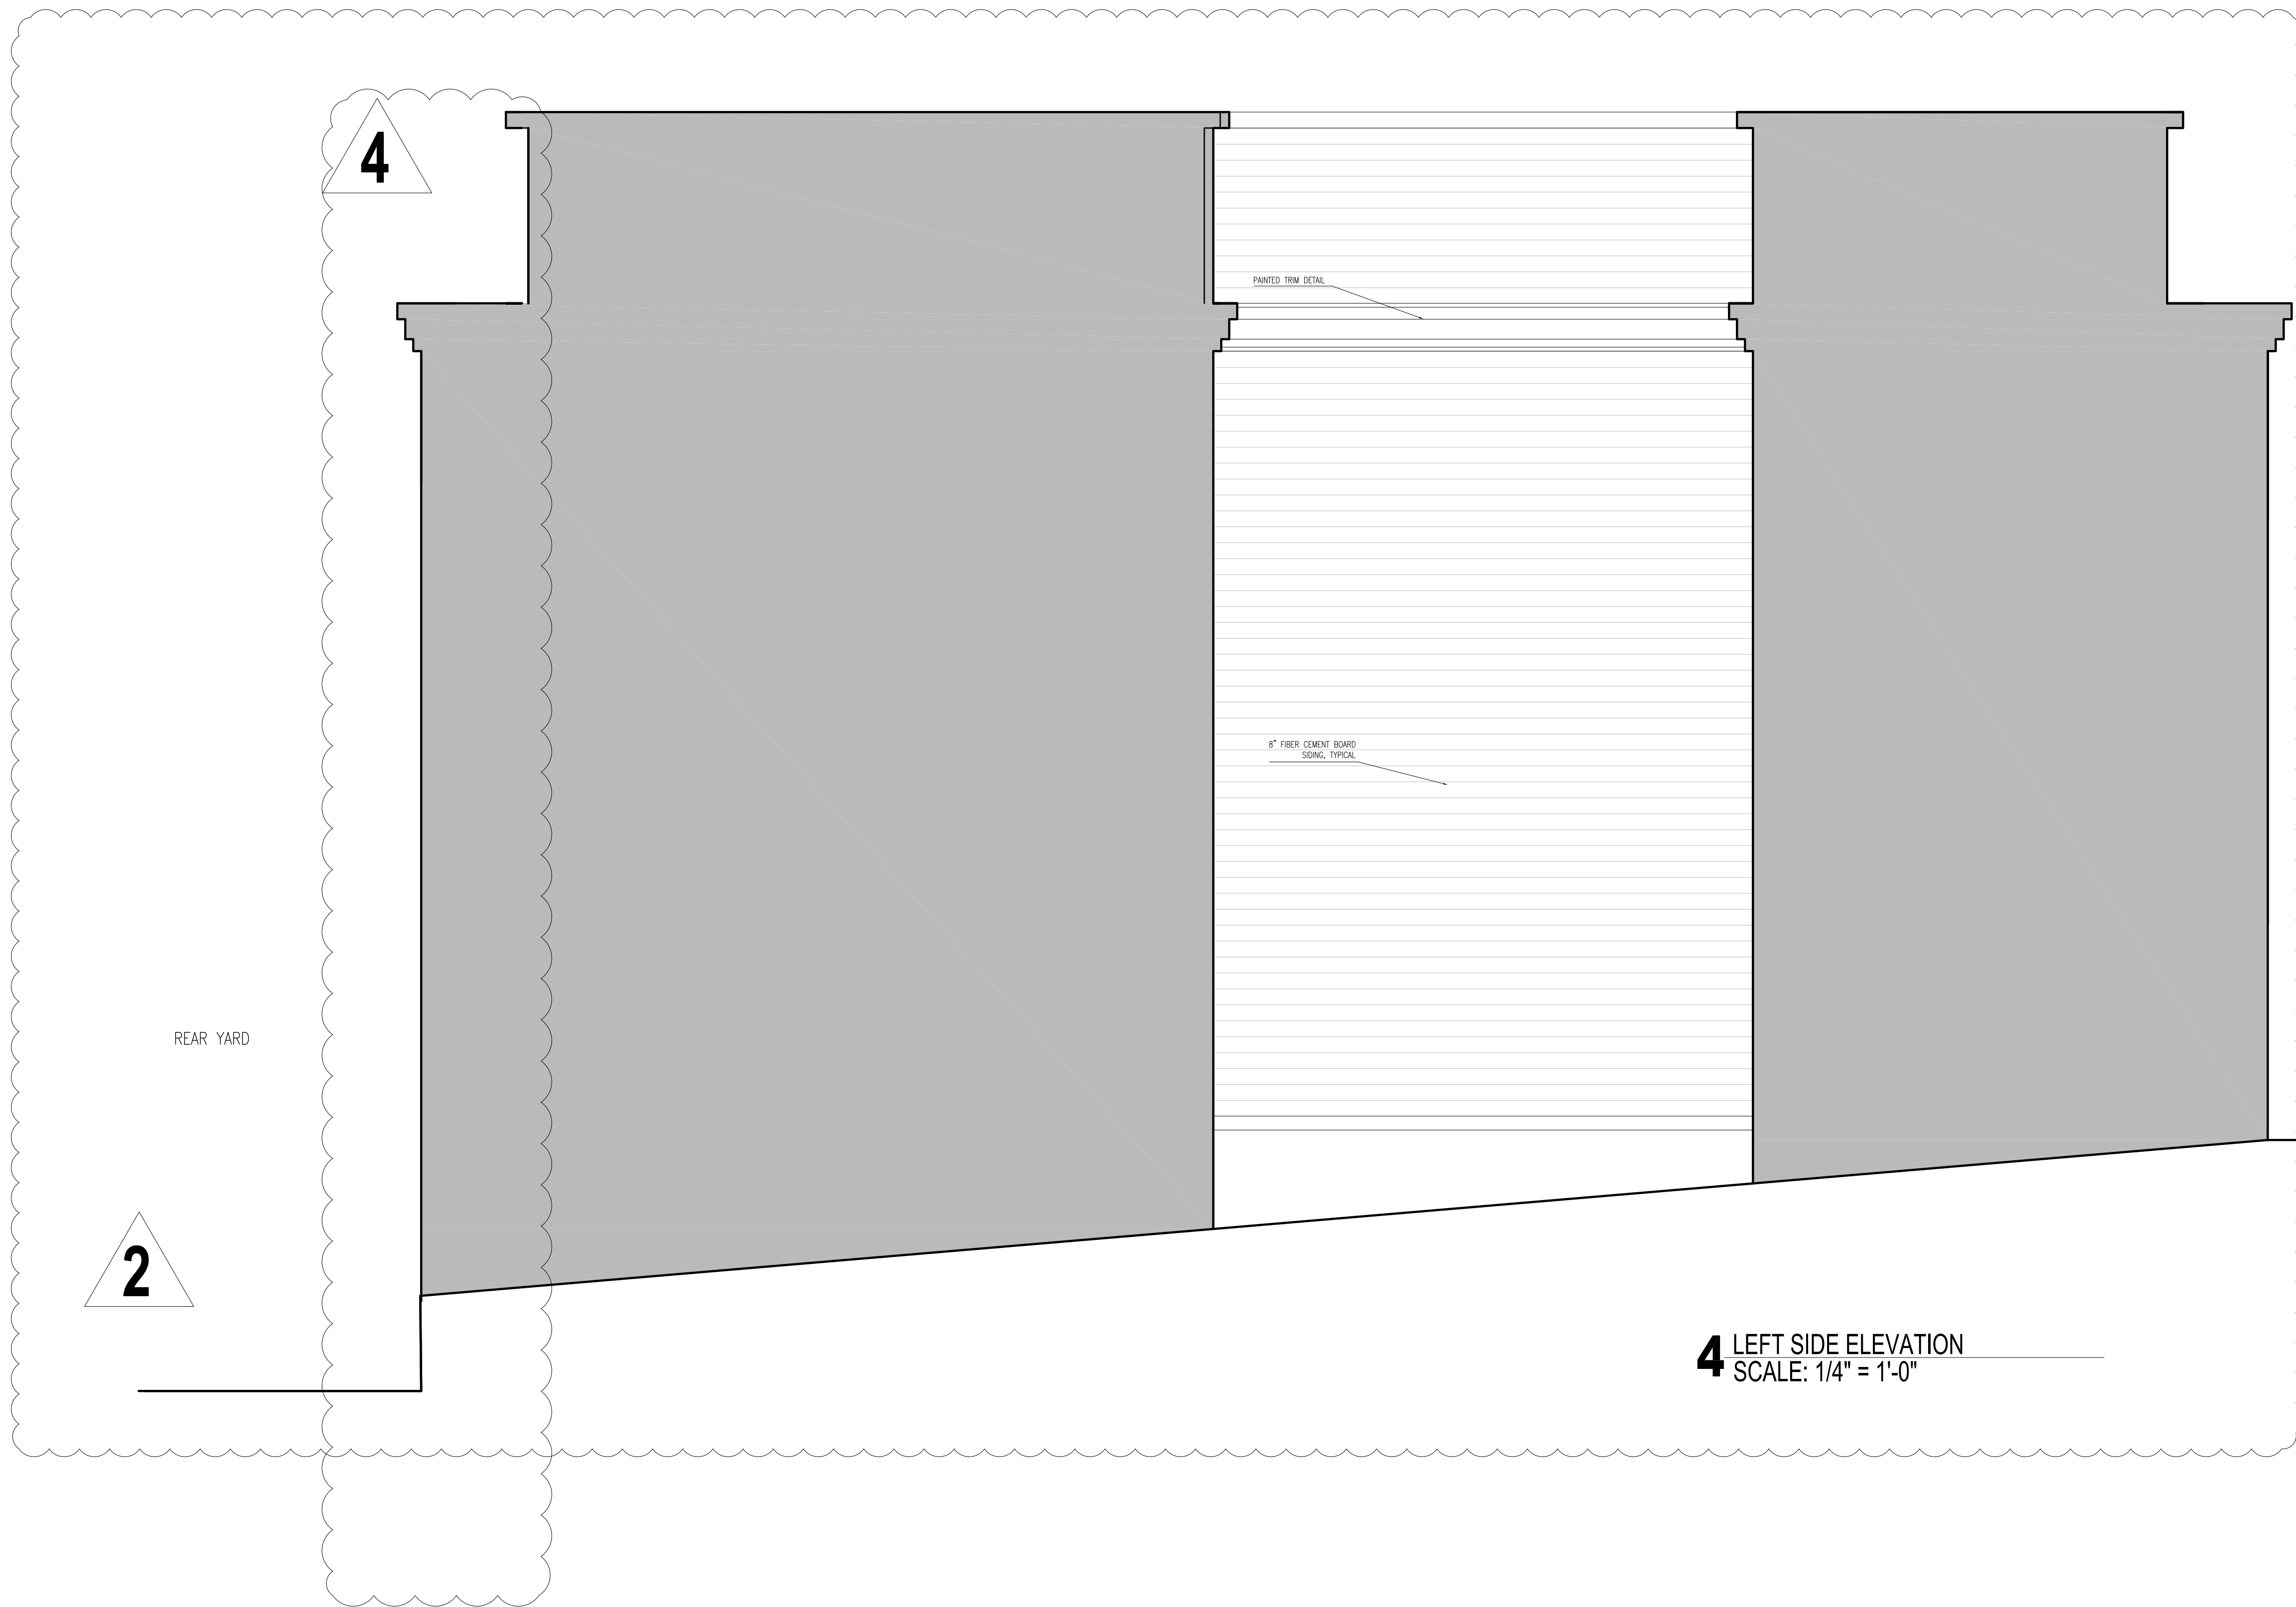 4
PAINTED TRIM DETAIL
8" FIBER CEMENT BOARD
SIDING, TYPICAL
REAR YARD
2
4 LEFT SIDE ELEVATION
SCALE: 1/4" = 1'-0"